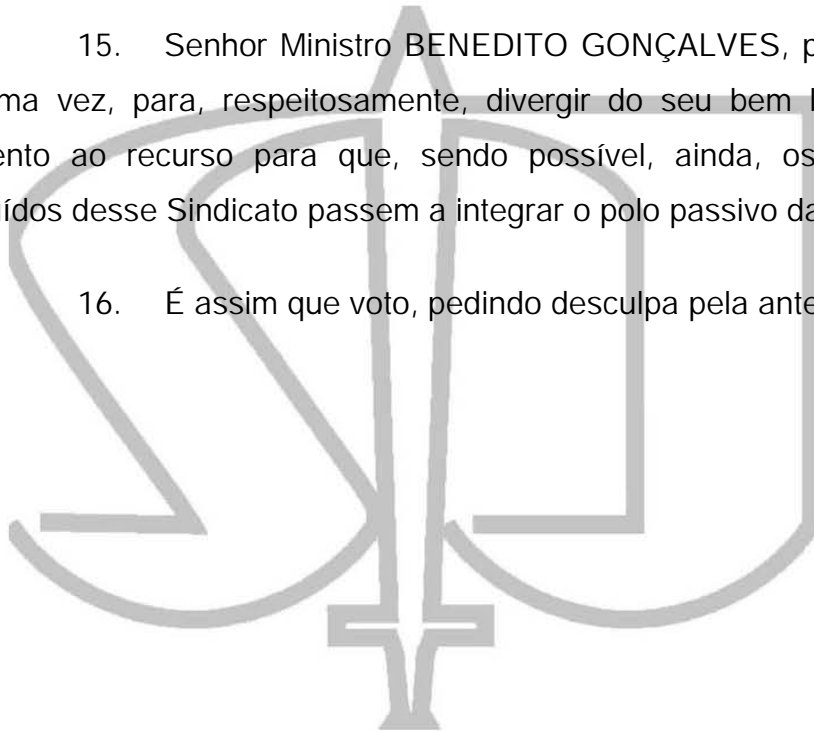 15. Senhor Ministro BENEDITO GONÇALVES, p
ma vez, para, respeitosamente, divergir do seu bem
ento ao recurso para que, sendo possível, ainda, os
ídos desse Sindicato passem a integrar o polo passivo da
16. É assim que voto, pedindo desculpa pela ante